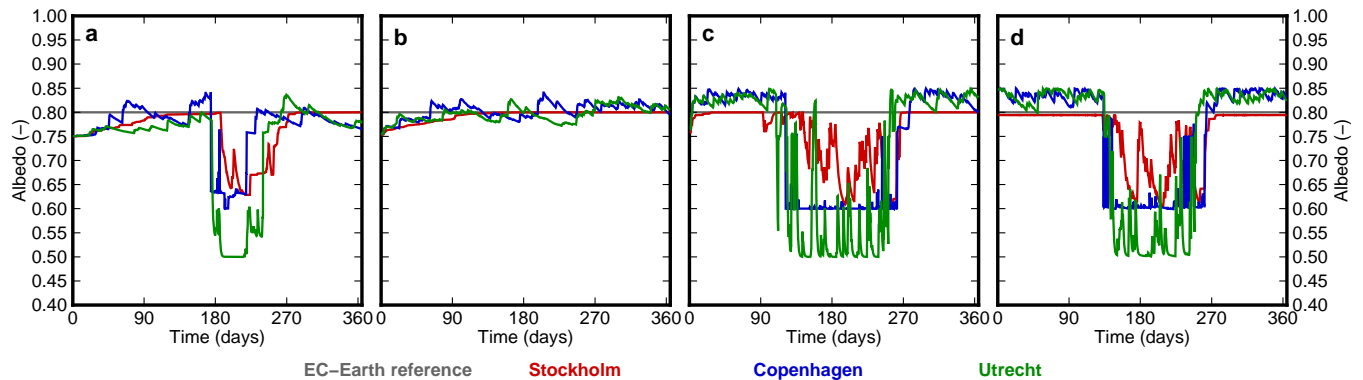 1.00 a b c d 1.00
0.95 0.95
0.90 0.90
0.85 0.85
0.80 0.80
0.75 0.75
0.70 0.70
0.65 0.65
0.60 0.60
0.55 0.55
0.50 0.50
0.45 0.45
0.40 0.40
Albedo (−)
Albedo (−)
0 90 180 270 360 0 90 180 270 360 0 90 180 270 360 0 90 180 270 360
Time (days) Time (days) Time (days) Time (days)
EC−Earth reference Stockholm Copenhagen Utrecht